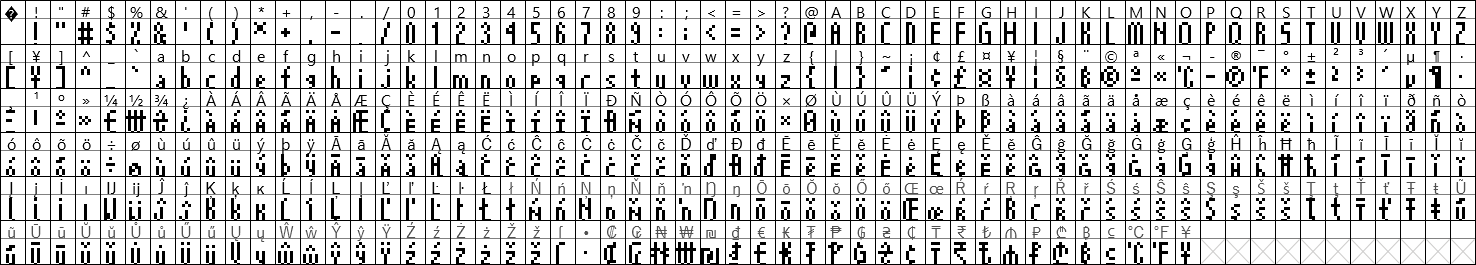 � ! " # $ % & ' ( ) * + , - . / 0 1 2 3 4 5 6 7 8 9 : ; < = > ? @ A B C D E F G H I J K L M N O P Q R S T U V W X Y Z
[ ¥ ] ^ _ ` a b c d e f g h i j k l m n o p q r s t u v w x y z { | } ~ ¡ ¢ £ ¤ ¥ ¦ § ¨ © ª « ¬ - ® ¯ ° ± ² ³ ´ µ ¶ ·
¸ ¹ º » ¼ ½ ¾ ¿ À Á Â Ã Ä Å Æ Ç È É Ê Ë Ì Í Î Ï Ð Ñ Ò Ó Ô Õ Ö × Ø Ù Ú Û Ü Ý Þ ß à á â ã ä å æ ç è é ê ë ì í î ï ð ñ ò
ó ô õ ö ÷ ø ù ú û ü ý þ ÿ Ā ā Ă ă Ą ą Ć ć Ĉ ĉ Ċ ċ Č č Ď ď Đ đ Ē ē Ĕ ĕ Ė ė Ę ę Ě ě Ĝ ĝ Ğ ğ Ġ ġ Ģ ģ Ĥ ĥ Ħ ħ Ĩ ĩ Ī ī Ĭ ĭ
Į į İ ı Ĳ ĳ Ĵ ĵ Ķ ķ ĸ Ĺ ĺ Ļ ļ Ľ ľ Ŀ ŀ Ł ł Ń ń Ņ ņ Ň ň ŉ Ŋ ŋ Ō ō Ŏ ŏ Ő ő Œ œ Ŕ ŕ Ŗ ŗ Ř ř Ś ś Ŝ ŝ Ş ş Š š Ţ ţ Ť ť Ŧ ŧ Ũ
ũ Ū ū Ŭ ŭ Ů ů Ű ű Ų ų Ŵ ŵ Ŷ ŷ Ÿ Ź ź Ż ż Ž ž ſ • ₡ ₦ ₩ ₪ ₫ € ₭ ₮ ₱ ₲ ₴ ₵ ₸ ₹ ₺ ₼ ₽ ₾ ₿ ℃ ℉ ¥